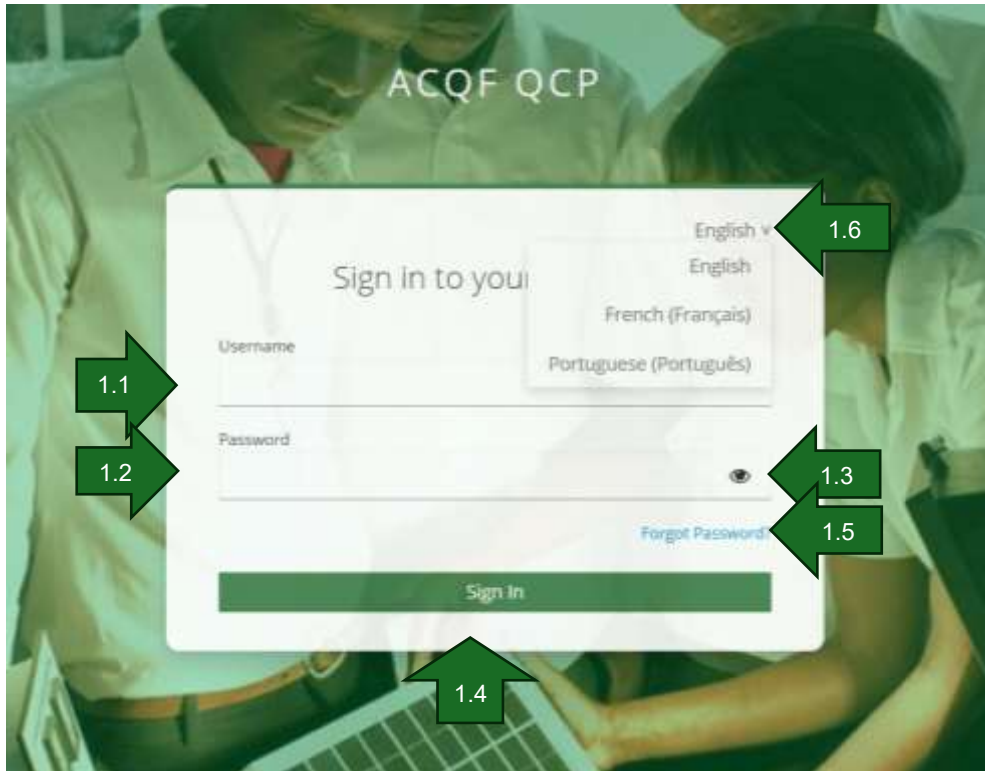 ACQF QCP
English
1.6
English
Sign in to your
French (Français)
Username
Portuguese (Português)
1.1
Password
1.2
1.3
Forgot Password?
1.5
Sign In
1.4